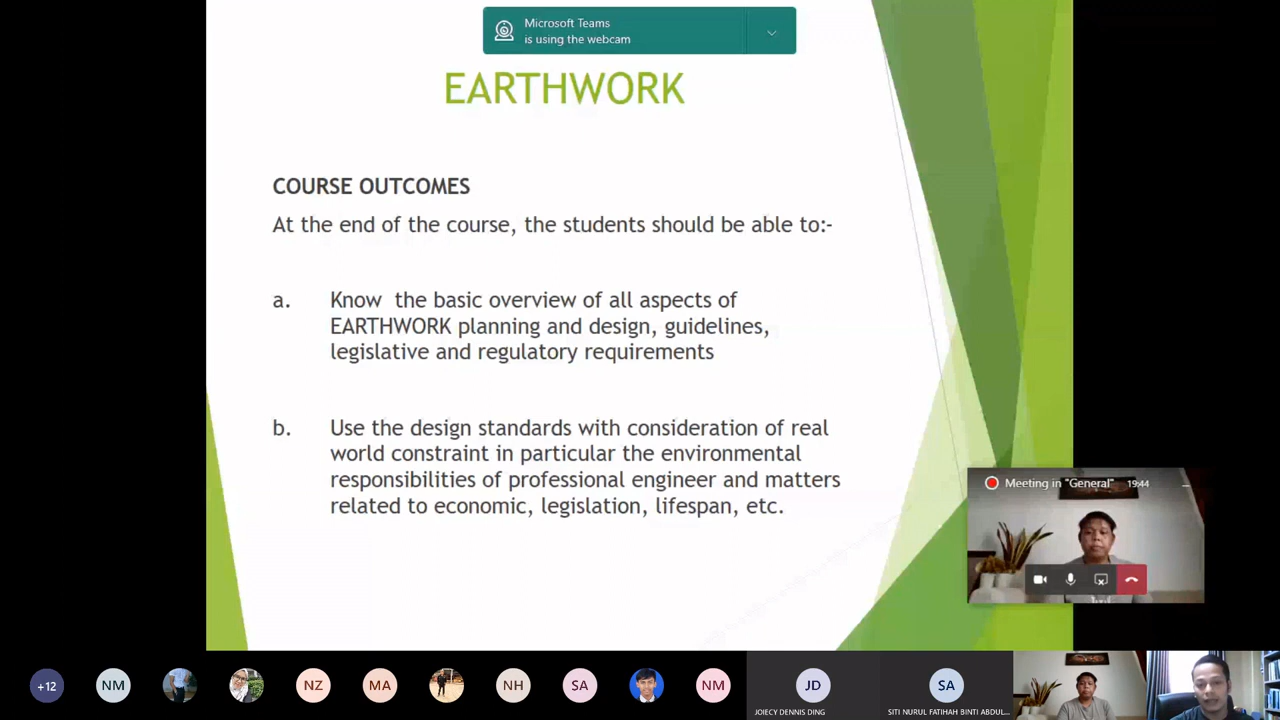 Microsoft Teams
is using the webcam
EARTHWORK
COURSE OUTCOMES
At the end of the course, the students should be able to:-
a. Know the basic overview of all aspects of
EARTHWORK planning and design, guidelines,
legislative and regulatory requirements
b. Use the design standards with consideration of real
world constraint in particular the environmental
responsibilities of professional engineer and matters
related to economic, legislation, lifespan, etc.
Meeting in "General" 19:44
+12 NM NZ MA NH SA NM JD SA
JOIECY DENNIS DING SITI NURUL FATIHAH BINTI ABDUL...